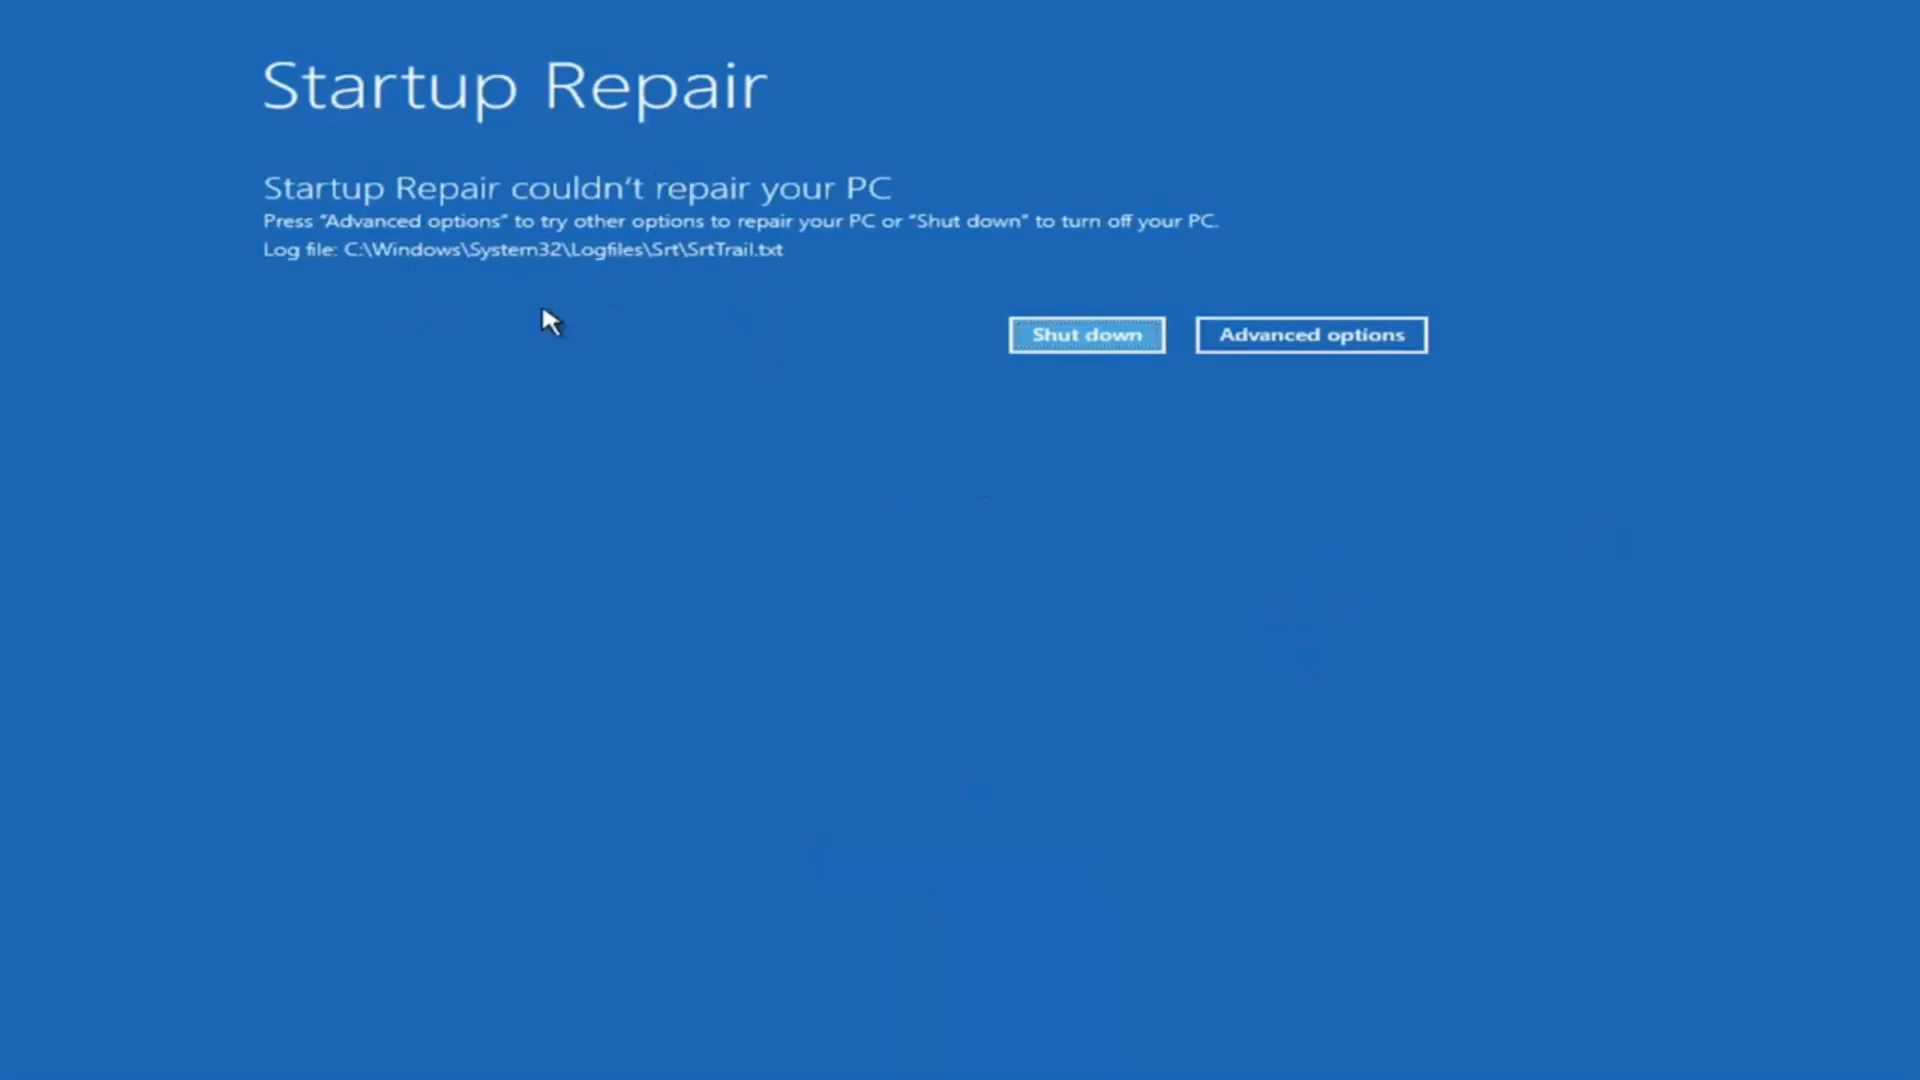 Startup Repair
Startup Repair couldn't repair your PC
Press "Advanced options" to try other options to repair your PC or "Shut down" to turn off your PC.
Log file: C:\Windows\System32\Logfiles\Srt\SrtTrail.txt
Shut down
Advanced options